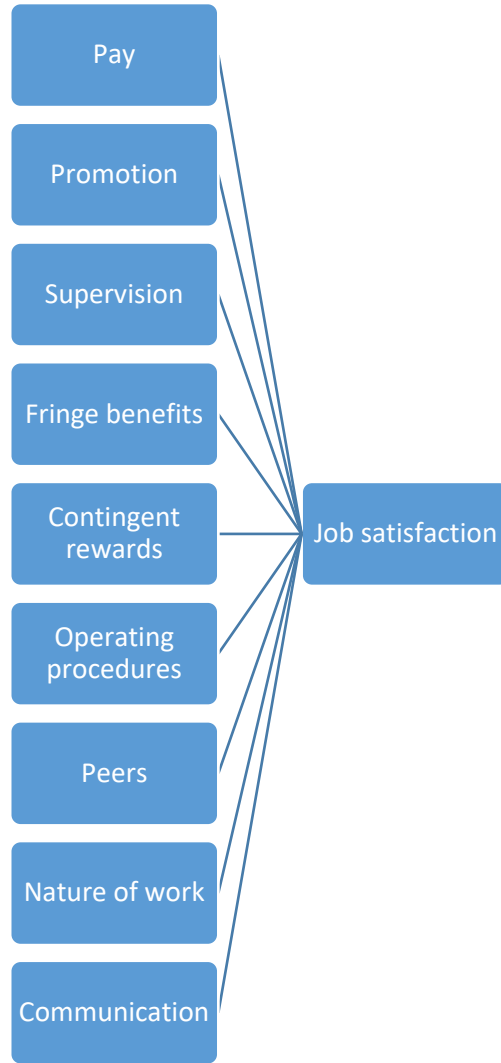 Pay
Promotion
Supervision
Fringe benefits
Contingent
rewards
Job satisfaction
Operating
procedures
Peers
Nature of work
Communication